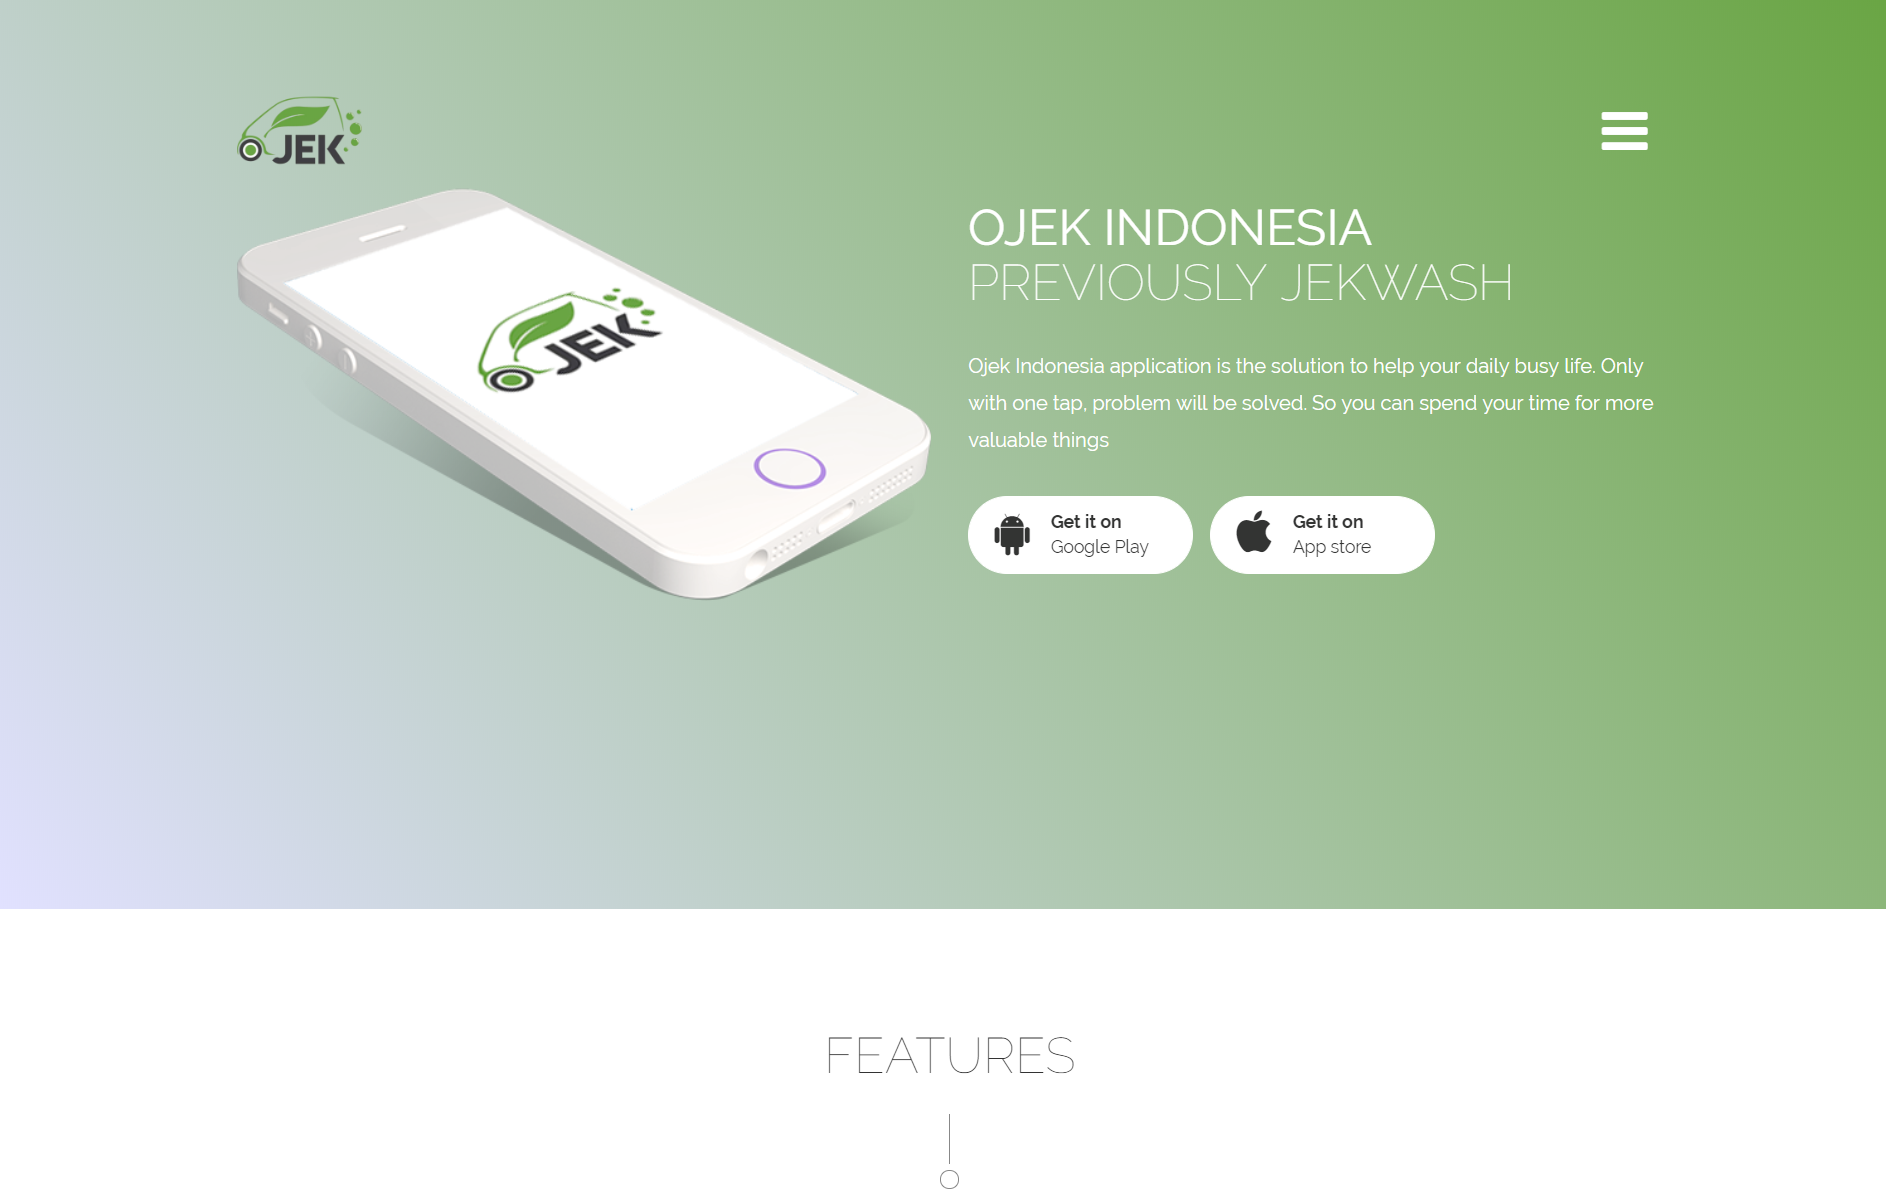 JEK
JEK
OJEK INDONESIA
PREVIOUSLY JEKWASH
Ojek Indonesia application is the solution to help your daily busy life. Only
with one tap, problem will be solved. So you can spend your time for more
valuable things
Get it on
Google Play
Get it on
App store
FEATURES